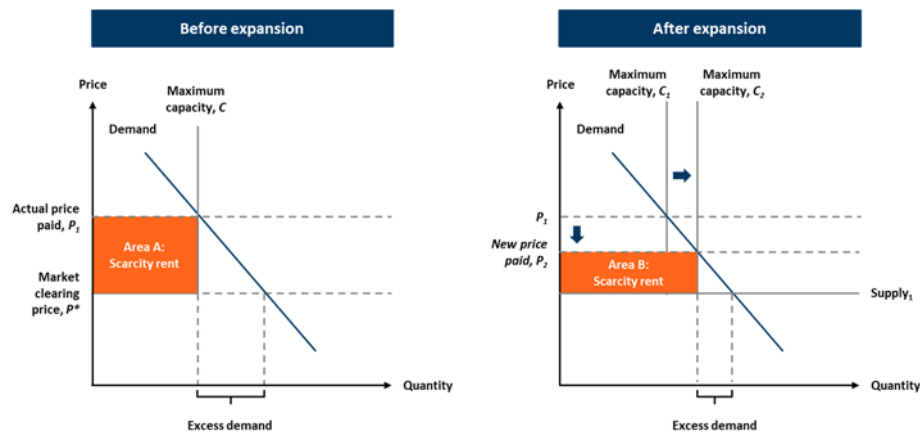 Before expansion
Price
Maximum
capacity, C
Demand
Actual price
paid, P1
Area A:
Scarcity rent
Market
clearing
price, P*
Quantity
Excess demand
After expansion
Price
Maximum
capacity, C1
Maximum
capacity, C2
Demand
P1
New price
paid, P2
Area B:
Scarcity rent
Supply1
Quantity
Excess demand